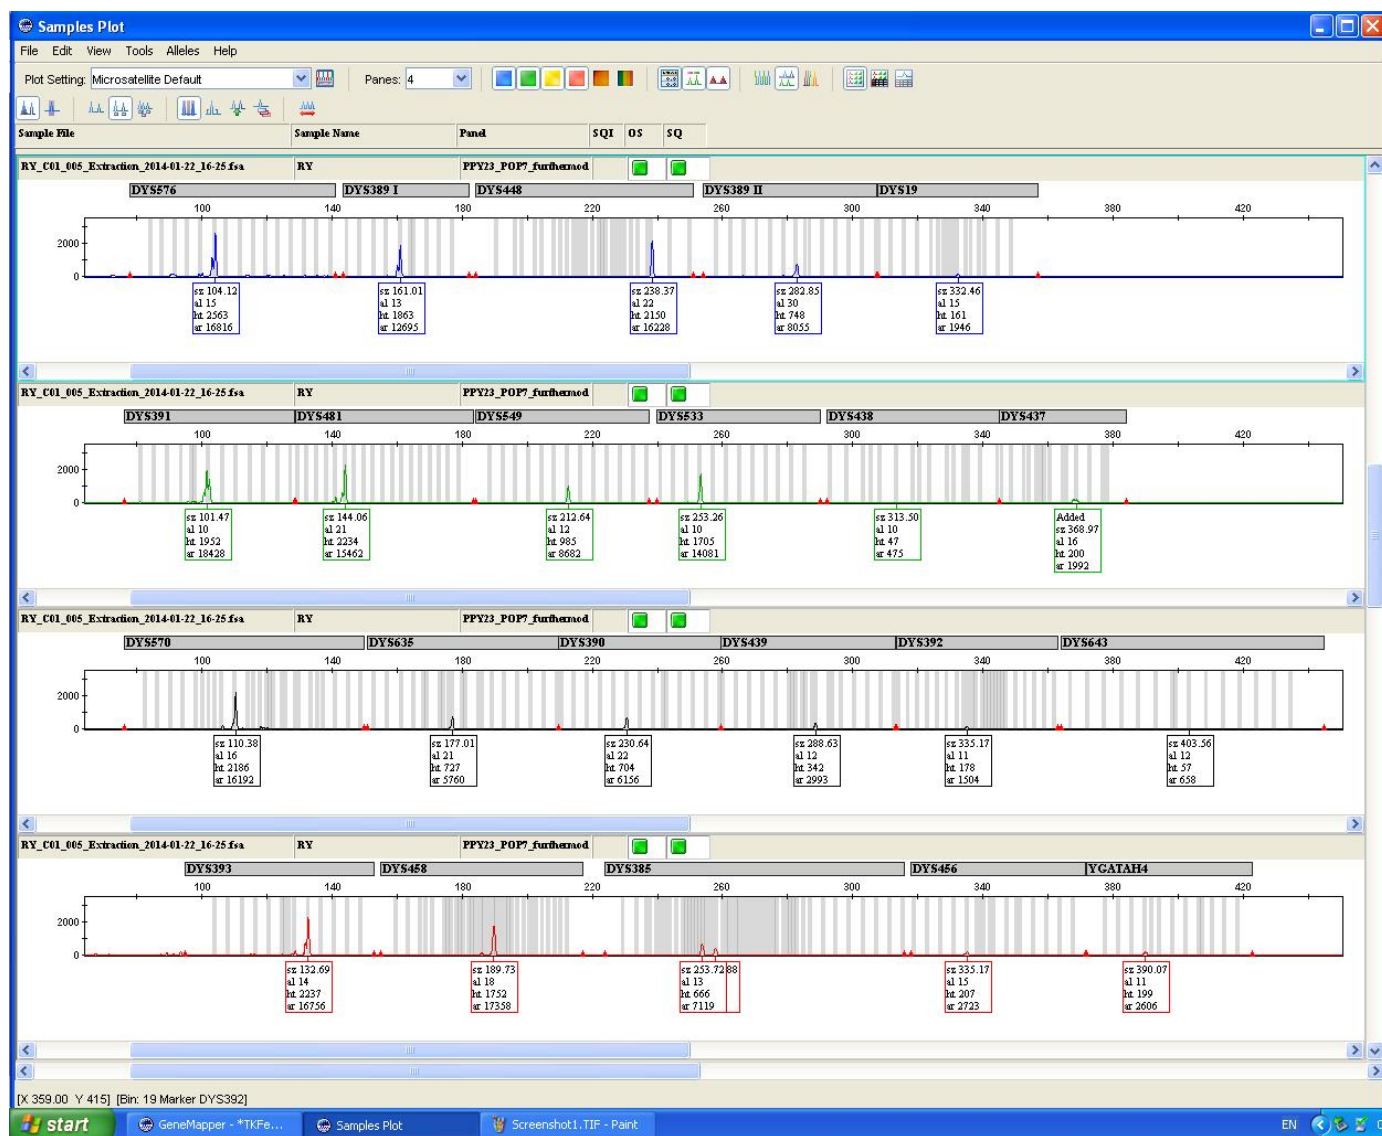 Samples Plot
File Edit View Tools Alleles Help
Plot Setting: Microsatellite Default Panes: 4
Sample File Sample Name Panel SQI OS SQ
RY_C01_005_Extraction_2014-01-22_16-25.fsa RY PPY23_POP7_furthermod
DYS576 DYS389 I DYS448 DYS389 II DYS19
100 140 180 220 260 300 340 380 420
2000
0
sz 104.12 sz 161.01 sz 238.37 sz 282.85 sz 332.46
al 15 al 13 al 22 al 30 al 15
ht 2563 ht 1863 ht 2150 ht 748 ht 161
ar 16816 ar 12695 ar 16228 ar 8055 ar 1946
RY_C01_005_Extraction_2014-01-22_16-25.fsa RY PPY23_POP7_furthermod
DYS391 DYS481 DYS549 DYS533 DYS438 DYS437
100 140 180 220 260 300 340 380 420
2000
0
sz 101.47 sz 144.06 sz 212.64 sz 253.26 sz 313.50 Added
al 10 al 21 al 12 al 10 al 10 sz 368.97
ht 1952 ht 2234 ht 985 ht 1705 ht 47 al 16
ar 18428 ar 15462 ar 8682 ar 14081 ar 475 ht 200
ar 1992
RY_C01_005_Extraction_2014-01-22_16-25.fsa RY PPY23_POP7_furthermod
DYS570 DYS635 DYS390 DYS439 DYS392 DYS643
100 140 180 220 260 300 340 380 420
2000
0
sz 110.38 sz 177.01 sz 230.64 sz 288.63 sz 335.17 sz 403.56
al 16 al 21 al 22 al 12 al 11 al 12
ht 2186 ht 727 ht 704 ht 342 ht 178 ht 57
ar 16192 ar 5760 ar 6156 ar 2993 ar 1504 ar 658
RY_C01_005_Extraction_2014-01-22_16-25.fsa RY PPY23_POP7_furthermod
DYS393 DYS458 DYS385 DYS456 YGATAH4
100 140 180 220 260 300 340 380 420
2000
0
sz 132.69 sz 189.73 sz 253.72 88 sz 335.17 sz 390.07
al 14 al 18 al 13 al 15 al 11
ht 2237 ht 1752 ht 666 ht 207 ht 199
ar 16756 ar 17358 ar 7119 ar 2723 ar 2606
[X 359.00 Y 415] [Bin: 19 Marker DYS392]
start GeneMapper - *TKFe... Samples Plot Screenshot1.TIF - Paint EN